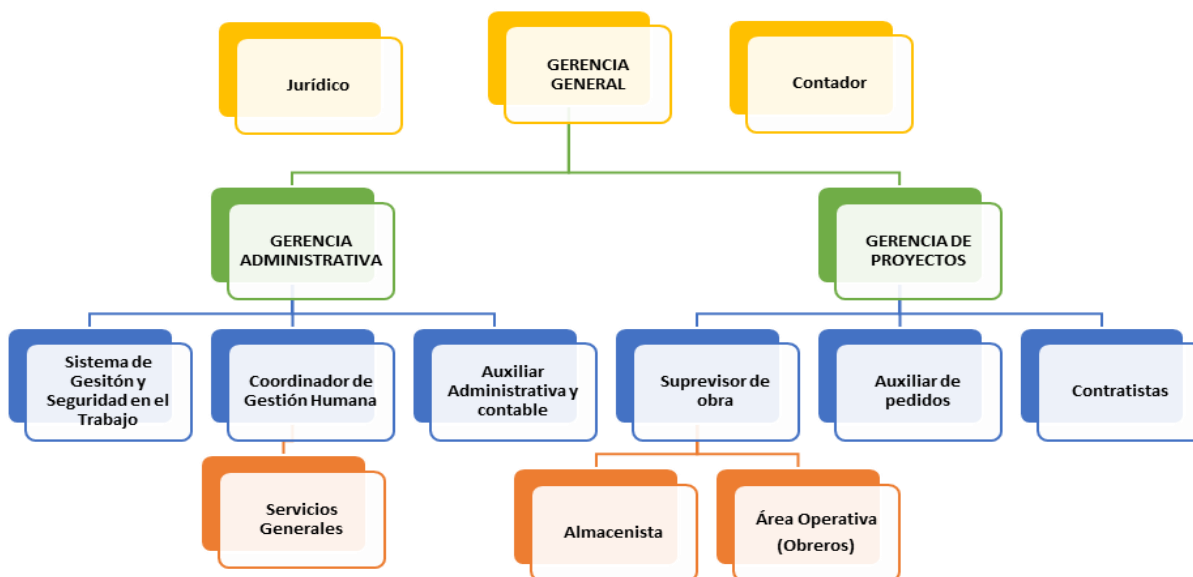 Jurídico
GERENCIA
GENERAL
Contador
GERENCIA
ADMINISTRATIVA
GERENCIA DE
PROYECTOS
Sistema de
Gesitón y
Seguridad en el
Trabajo
Coordinador de
Gestión Humana
Auxiliar
Administrativa y
contable
Suprevisor de
obra
Auxiliar de
pedidos
Contratistas
Servicios
Generales
Almacenista
Área Operativa
(Obreros)